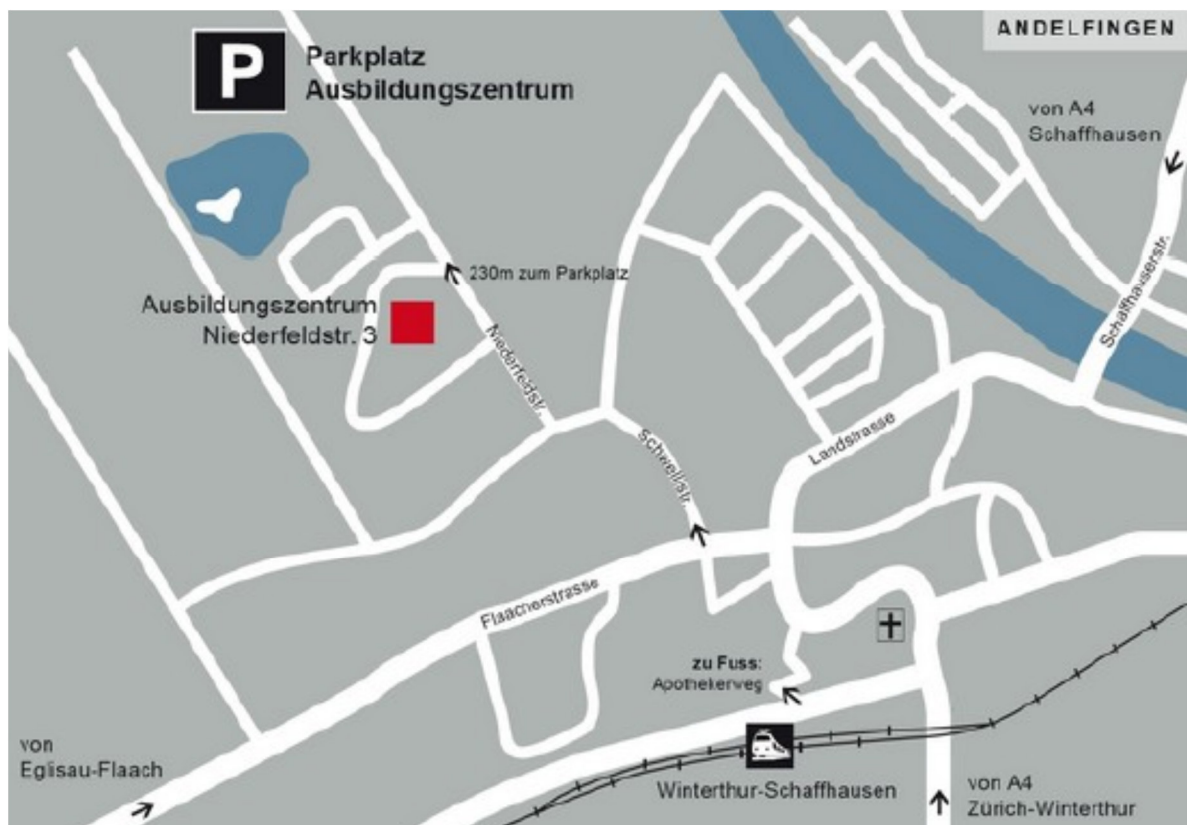 ANDELFINGEN
P
Parkplatz
Ausbildungszentrum
von A4
Schaffhausen
Schaffhauserstr.
230m zum Parkplatz
Ausbildungszentrum
Niederfeldstr. 3
Niederfeldstr.
Landstrasse
Schwellstr.
Flaacherstrasse
zu Fuss:
Apothekerweg
von
Eglisau-Flaach
Winterthur-Schaffhausen
von A4
Zürich-Winterthur